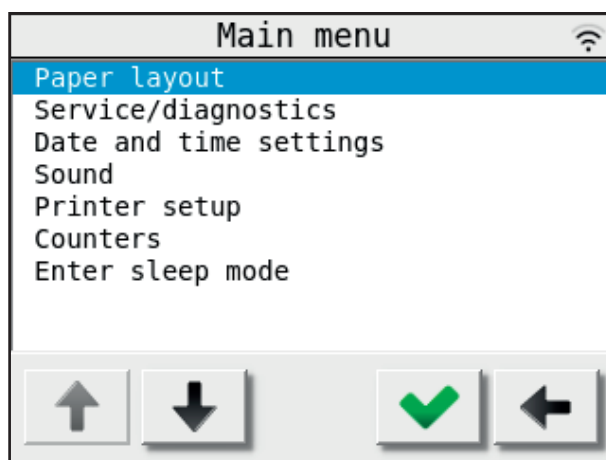 Main menu
Paper layout
Service/diagnostics
Date and time settings
Sound
Printer setup
Counters
Enter sleep mode